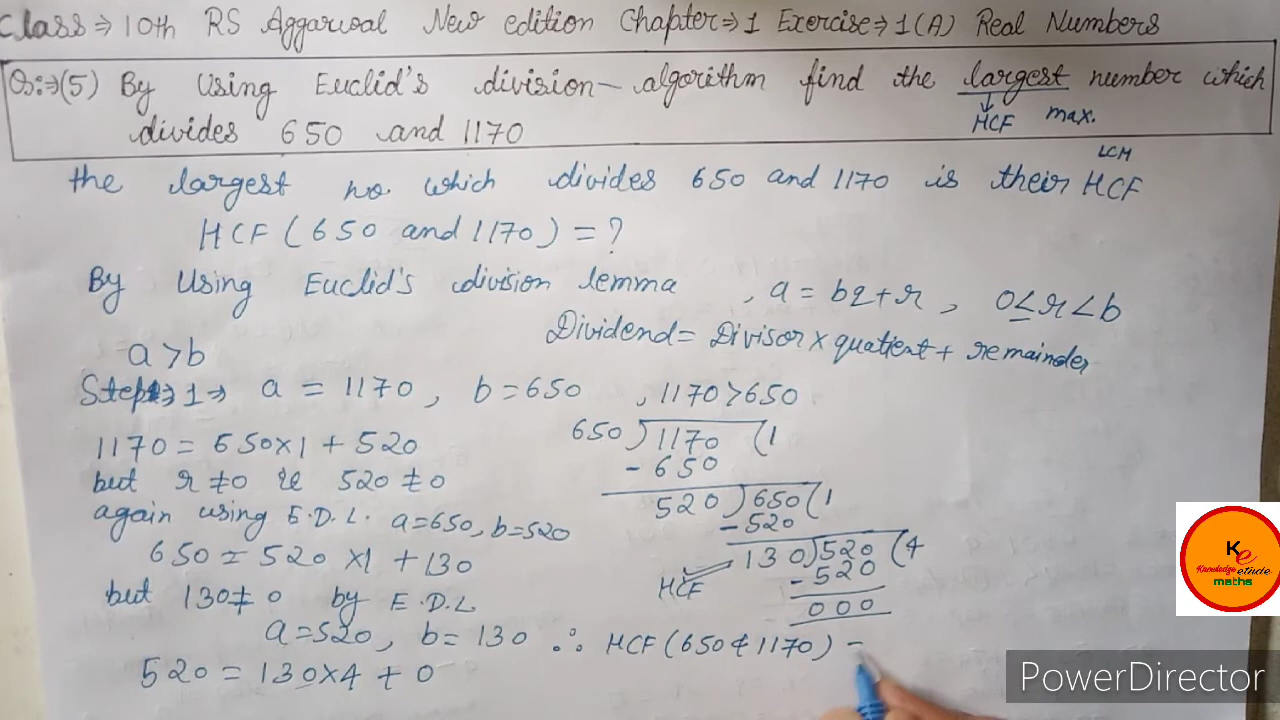 Class⇒10th RS Aggarwal New edition Chapter⇒1 Exercise⇒1(A) Real Numbers
Q:⇒(5) By Using Euclid's division-algorithm find the largest number which
divides 650 and 1170
↓
HCF max.
LCM
the largest no. which divides 650 and 1170 is their HCF
HCF (650 and 1170) = ?
By Using Euclid's division lemma , a = bq+r , 0≤r<b
Dividend = Divisor × quatient + remainder
a>b
Step⇒1⇒ a = 1170, b=650 , 1170>650
1170 = 650×1 + 520
but r≠0 i.e. 520≠0
again using E.D.L. a=650, b=520
650 = 520 ×1 + 130
but 130≠0 by E.D.L.
a=520, b=130
520 = 130×4 + 0
650)1170(1
-650
520)650(1
-520
HCF 130)520(4
-520
000
∴ HCF(650 & 1170) -
Ke
Knowledge etude
maths
PowerDirector